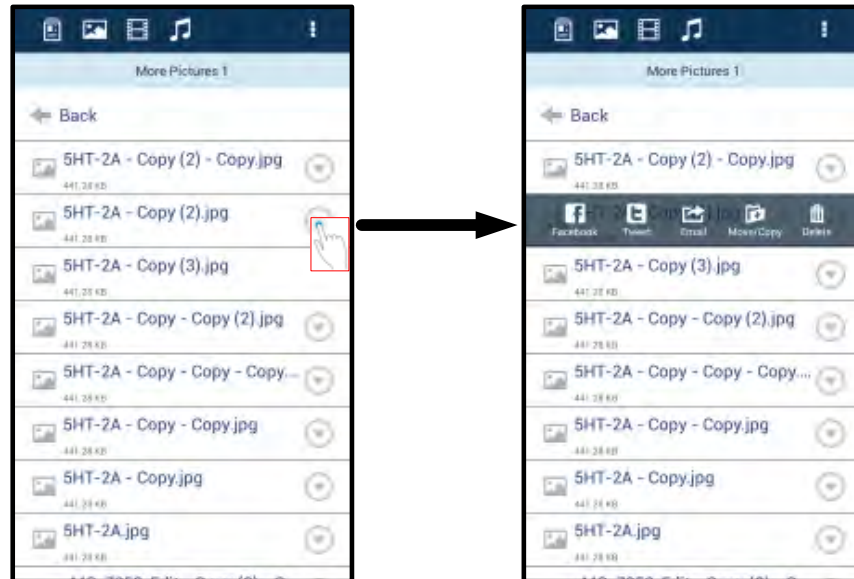 More Pictures 1
Back
5HT-2A - Copy (2) - Copy.jpg
441.28 KB
5HT-2A - Copy (2).jpg
441.28 KB
5HT-2A - Copy (3).jpg
441.28 KB
5HT-2A - Copy - Copy (2).jpg
441.28 KB
5HT-2A - Copy - Copy - Copy...
441.28 KB
5HT-2A - Copy - Copy.jpg
441.28 KB
5HT-2A - Copy.jpg
441.28 KB
5HT-2A.jpg
441.28 KB
More Pictures 1
Back
5HT-2A - Copy (2) - Copy.jpg
441.28 KB
Facebook Tweet Email Move/Copy Delete
5HT-2A - Copy (3).jpg
441.28 KB
5HT-2A - Copy - Copy (2).jpg
441.28 KB
5HT-2A - Copy - Copy - Copy....
441.28 KB
5HT-2A - Copy - Copy.jpg
441.28 KB
5HT-2A - Copy.jpg
441.28 KB
5HT-2A.jpg
441.28 KB